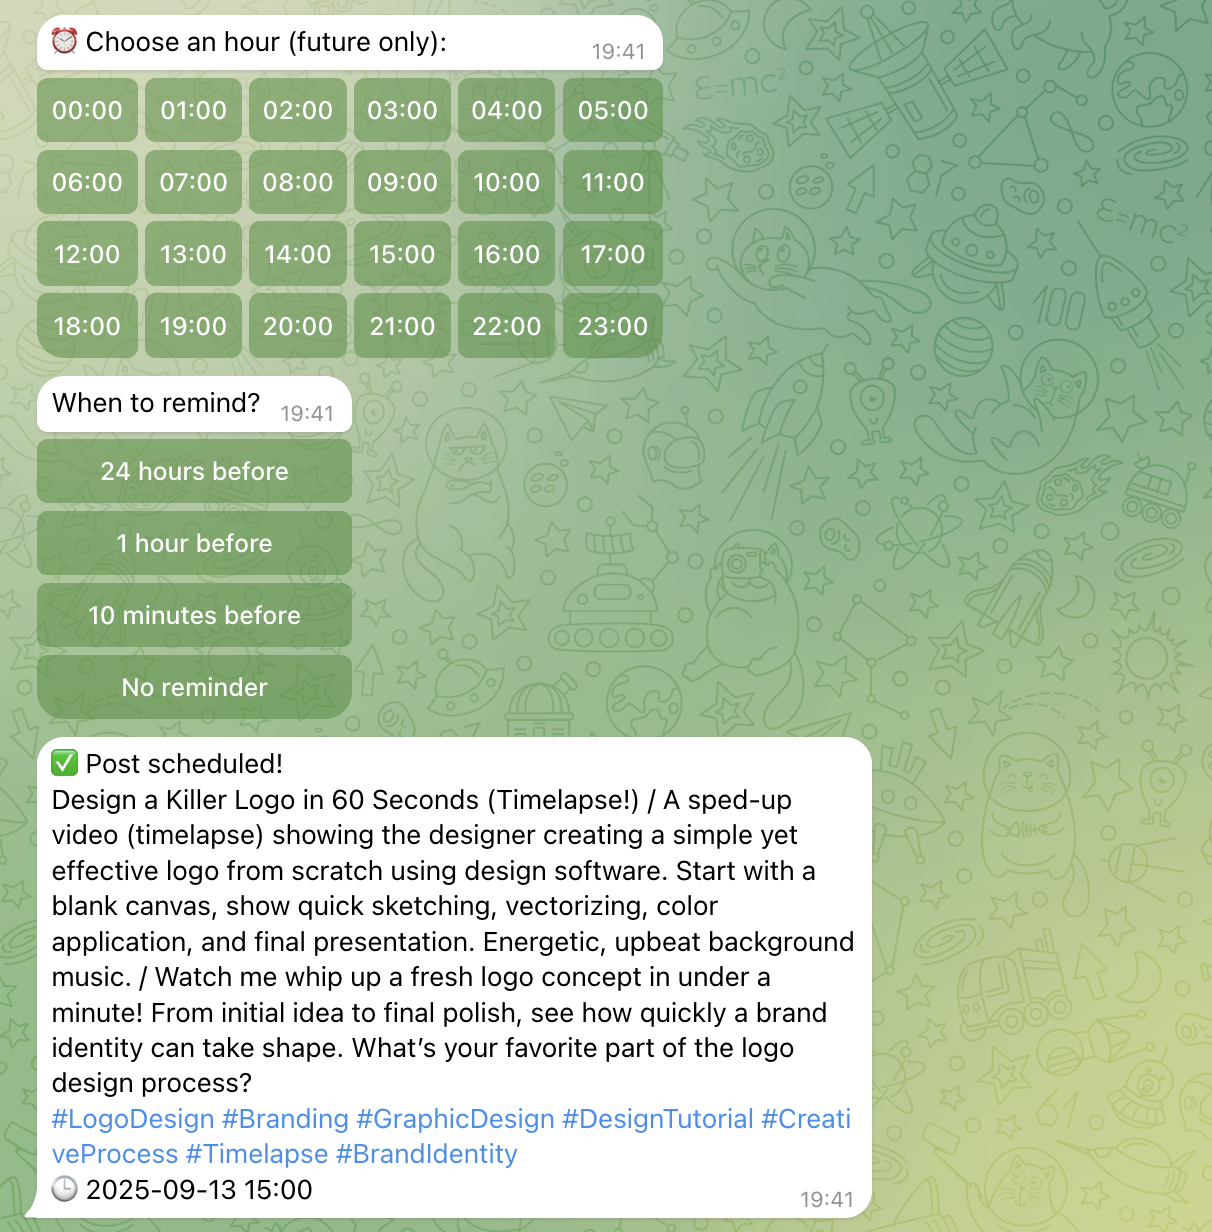 ⏰ Choose an hour (future only):
19:41
00:00 01:00 02:00 03:00 04:00 05:00
06:00 07:00 08:00 09:00 10:00 11:00
12:00 13:00 14:00 15:00 16:00 17:00
18:00 19:00 20:00 21:00 22:00 23:00
When to remind?
19:41
24 hours before
1 hour before
10 minutes before
No reminder
✅ Post scheduled!
Design a Killer Logo in 60 Seconds (Timelapse!) / A sped-up
video (timelapse) showing the designer creating a simple yet
effective logo from scratch using design software. Start with a
blank canvas, show quick sketching, vectorizing, color
application, and final presentation. Energetic, upbeat background
music. / Watch me whip up a fresh logo concept in under a
minute! From initial idea to final polish, see how quickly a brand
identity can take shape. What’s your favorite part of the logo
design process?
#LogoDesign #Branding #GraphicDesign #DesignTutorial #Creati
veProcess #Timelapse #BrandIdentity
🕒 2025-09-13 15:00
19:41
ε=mc²
ε=mc²